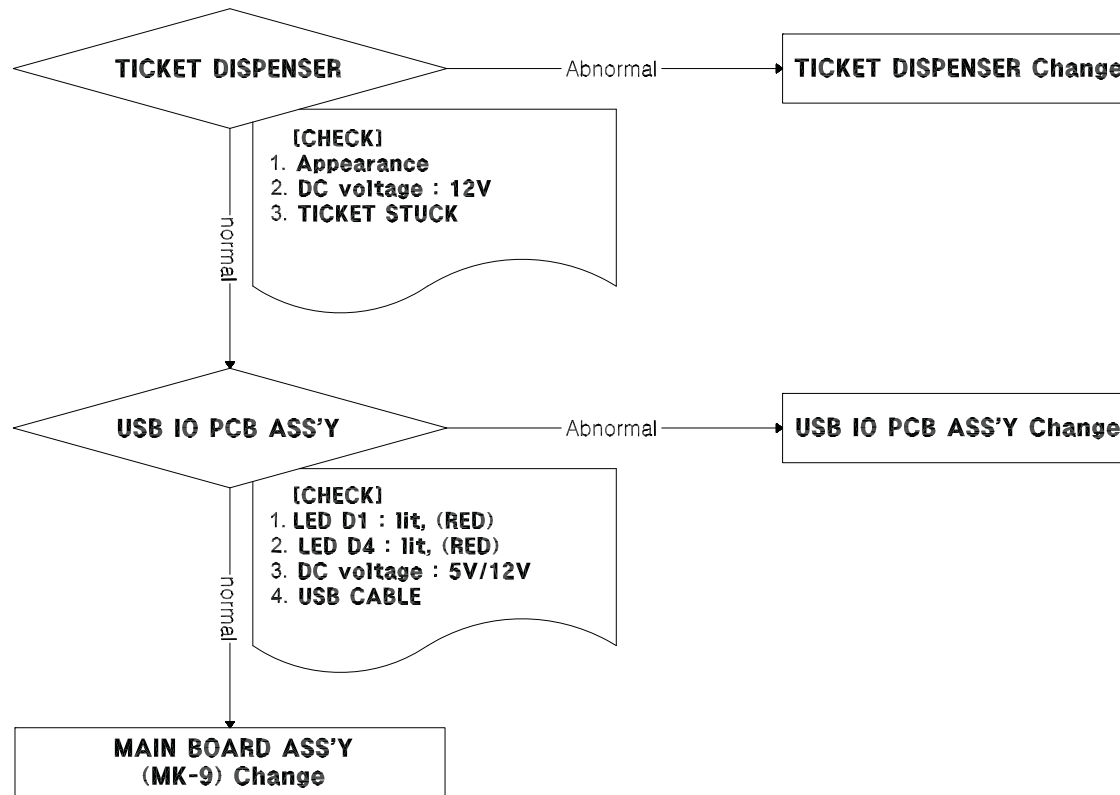 TICKET DISPENSER
Abnormal
TICKET DISPENSER Change
[CHECK]
1. Appearance
2. DC voltage : 12V
3. TICKET STUCK
normal
USB IO PCB ASS'Y
Abnormal
USB IO PCB ASS'Y Change
[CHECK]
1. LED D1 : lit, (RED)
2. LED D4 : lit, (RED)
3. DC voltage : 5V/12V
4. USB CABLE
normal
MAIN BOARD ASS'Y
(MK-9) Change